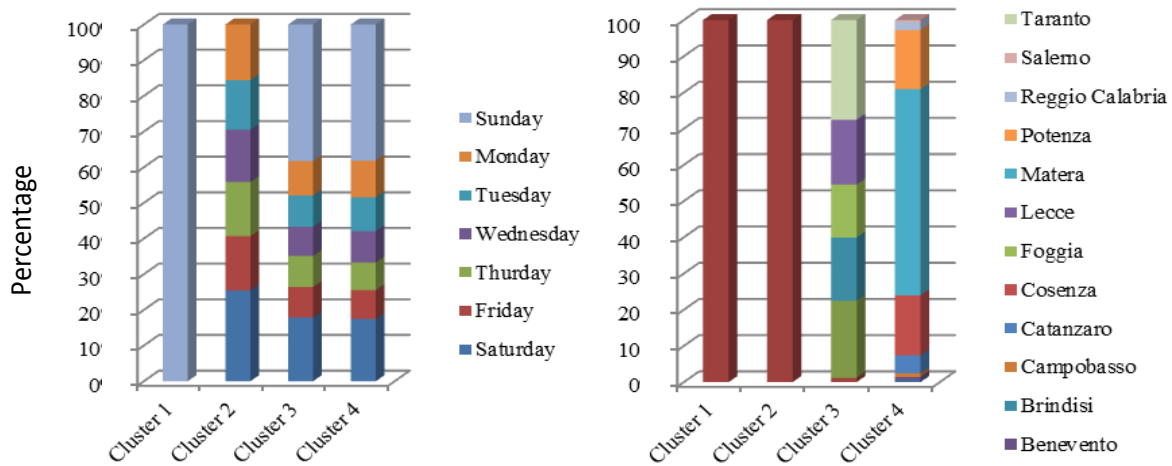 Percentage
100
90
80
70
60
50
40
30
20
10
0
Cluster 1
Cluster 2
Cluster 3
Cluster 4
Sunday
Monday
Tuesday
Wednesday
Thurday
Friday
Saturday
100
90
80
70
60
50
40
30
20
10
0
Cluster 1
Cluster 2
Cluster 3
Cluster 4
Taranto
Salerno
Reggio Calabria
Potenza
Matera
Lecce
Foggia
Cosenza
Catanzaro
Campobasso
Brindisi
Benevento